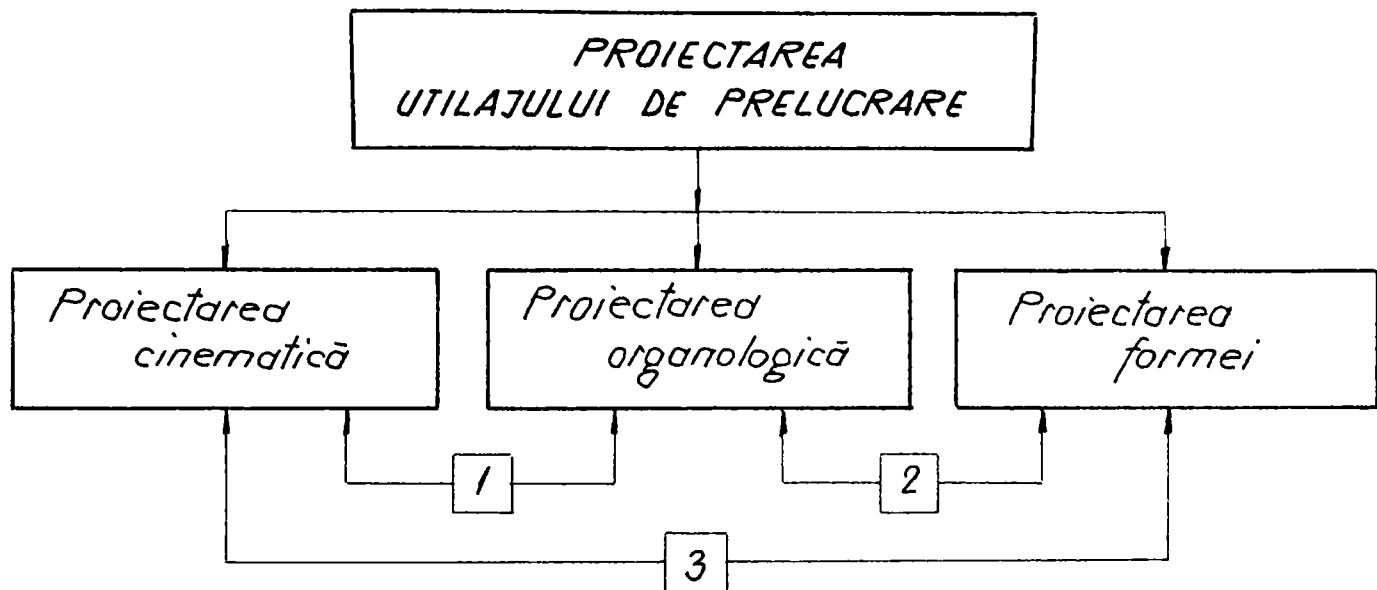 PROIECTAREA
UTILAJULUI DE PRELUCRARE
Proiectarea
cinematică
Proiectarea
organologică
Proiectarea
formei
1
2
3